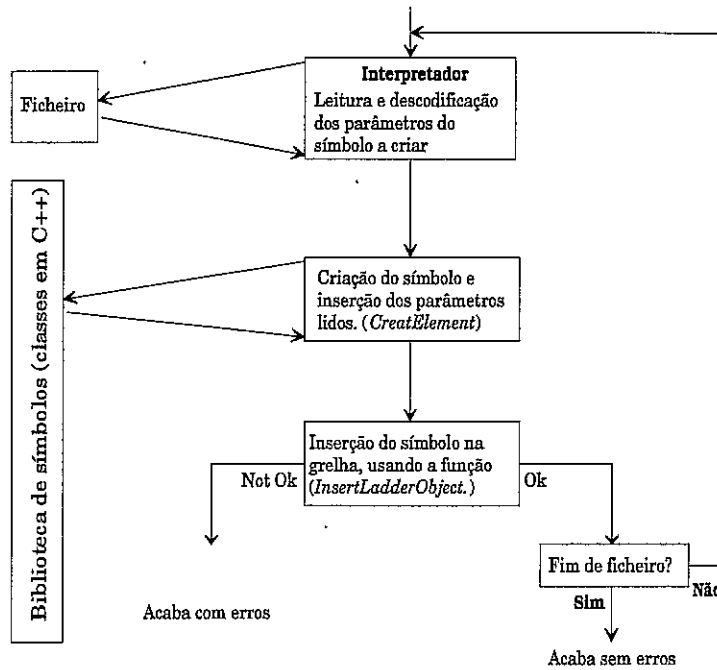 Interpretador
Leitura e descodificação
dos parâmetros do
símbolo a criar
Ficheiro
Biblioteca de símbolos (classes em C++)
Criação do símbolo e
inserção dos parâmetros
lidos. (CreatElement)
Inserção do símbolo na
grelha, usando a função
(InsertLadderObject.)
Not Ok
Ok
Fim de ficheiro?
Sim
Não
Acaba com erros
Acaba sem erros